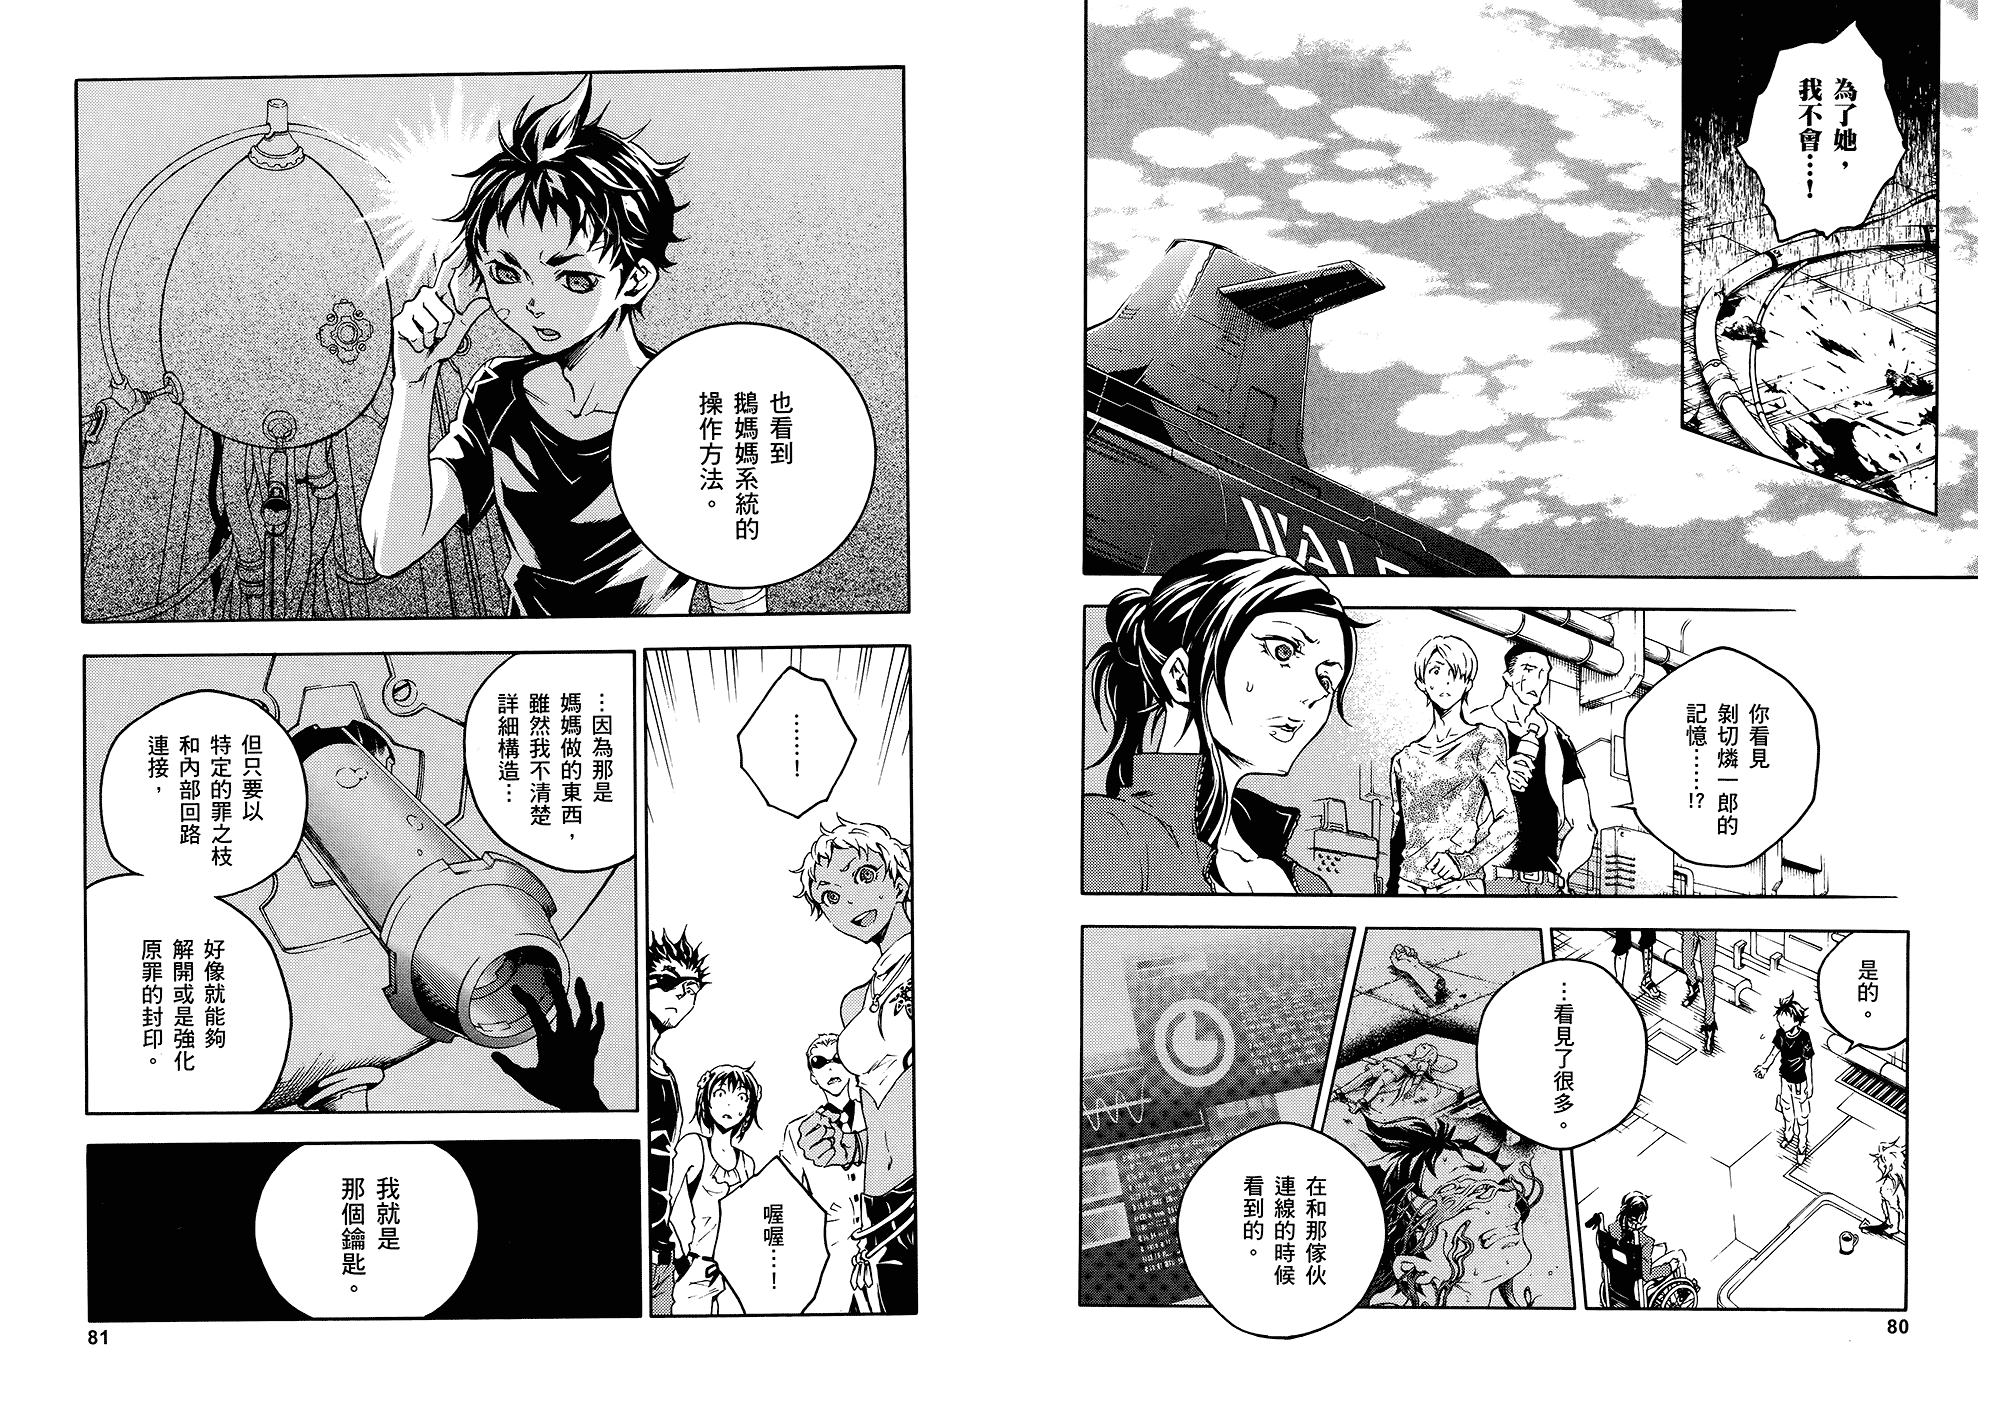 為了她，
我不會…！
你看見
剝切燐一郎的
記憶……!?
是的。
…看見了很多。
在和那傢伙
連線的時候
看到的。
80
也看到
鵝媽媽系統的
操作方法。
……！
喔喔…！
…因為那是
媽媽做的東西，
雖然我不清楚
詳細構造…
但只要以
特定的罪之枝
和內部回路
連接，
好像就能夠
解開或是強化
原罪的封印。
我就是
那個鑰匙。
81